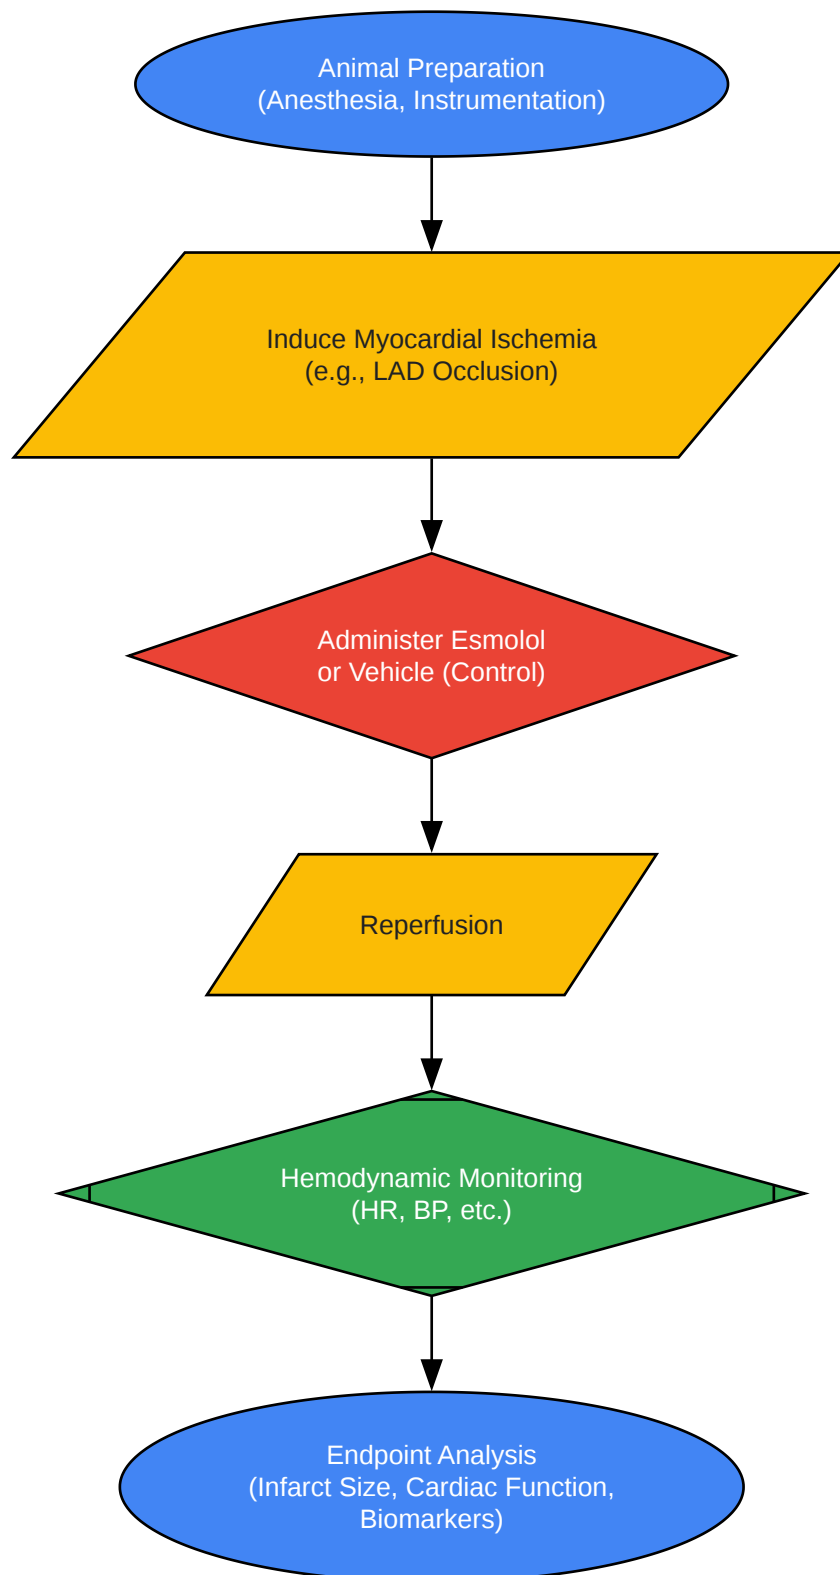 Animal Preparation
(Anesthesia, Instrumentation)
Induce Myocardial Ischemia
(e.g., LAD Occlusion)
Administer Esmolol
or Vehicle (Control)
Reperfusion
Hemodynamic Monitoring
(HR, BP, etc.)
Endpoint Analysis
(Infarct Size, Cardiac Function,
Biomarkers)